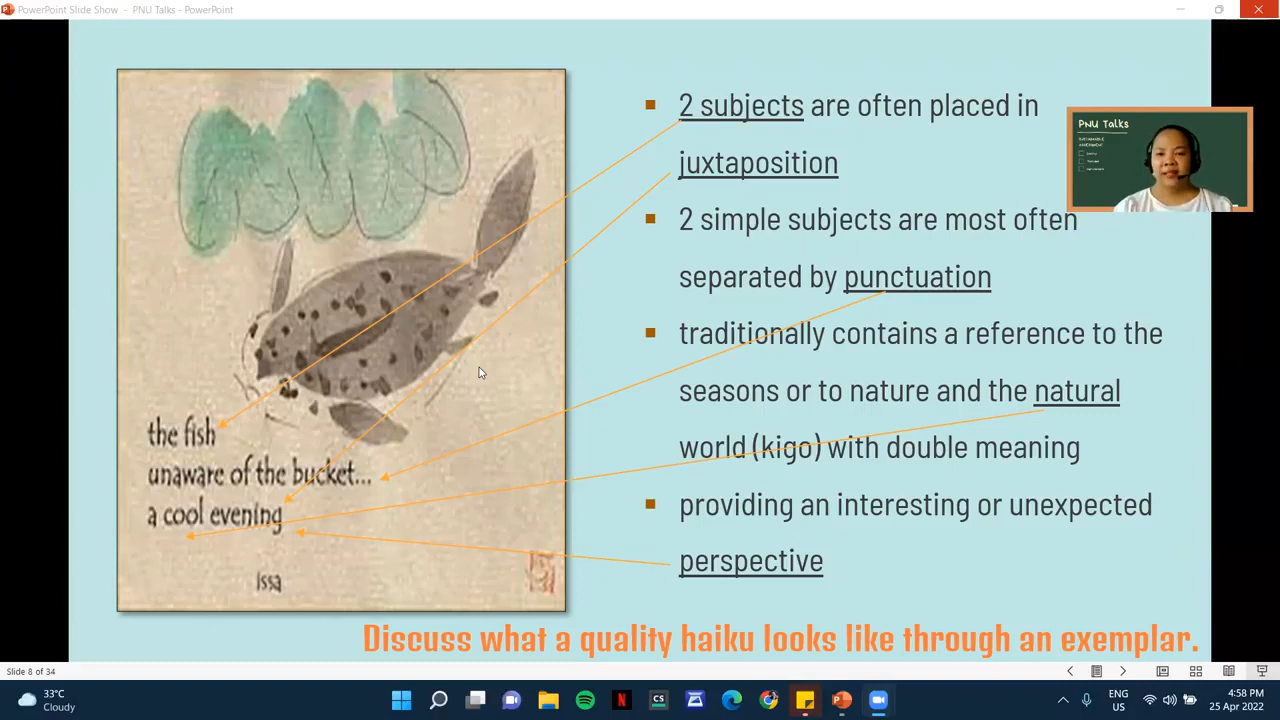 PowerPoint Slide Show - PNU Talks - PowerPoint
2 subjects are often placed in
juxtaposition
2 simple subjects are most often
separated by punctuation
traditionally contains a reference to the
seasons or to nature and the natural
world (kigo) with double meaning
providing an interesting or unexpected
perspective
PNU Talks
the fish
unaware of the bucket...
a cool evening
issa
Discuss what a quality haiku looks like through an exemplar.
Slide 8 of 34
33°C
Cloudy
CS
ENG
US
4:58 PM
25 Apr 2022